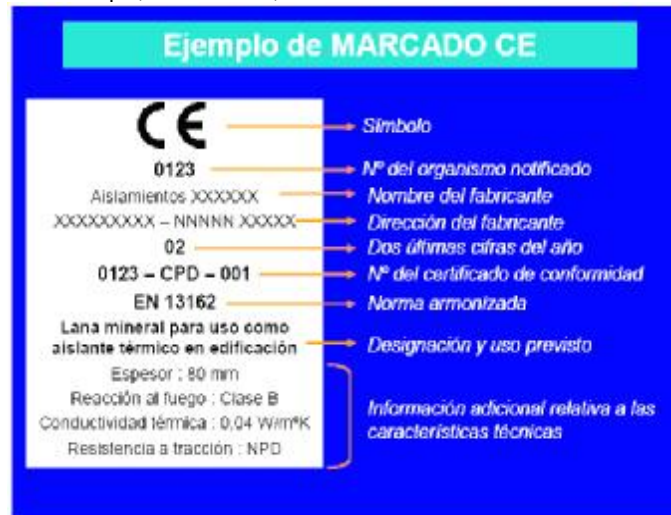 Ejemplo de MARCADO CE
CE
Símbolo
0123
Nº del organismo notificado
Aislamientos XXXXXX
Nombre del fabricante
XXXXXXXXX – NNNNN XXXXX
Dirección del fabricante
02
Dos últimas cifras del año
0123 – CPD – 001
Nº del certificado de conformidad
EN 13162
Norma armonizada
Lana mineral para uso como
aislante térmico en edificación
Designación y uso previsto
Espesor : 80 mm
Reacción al fuego : Clase B
Conductividad térmica : 0,04 W/mºK
Resistencia a tracción : NPD
Información adicional relativa a las
características técnicas